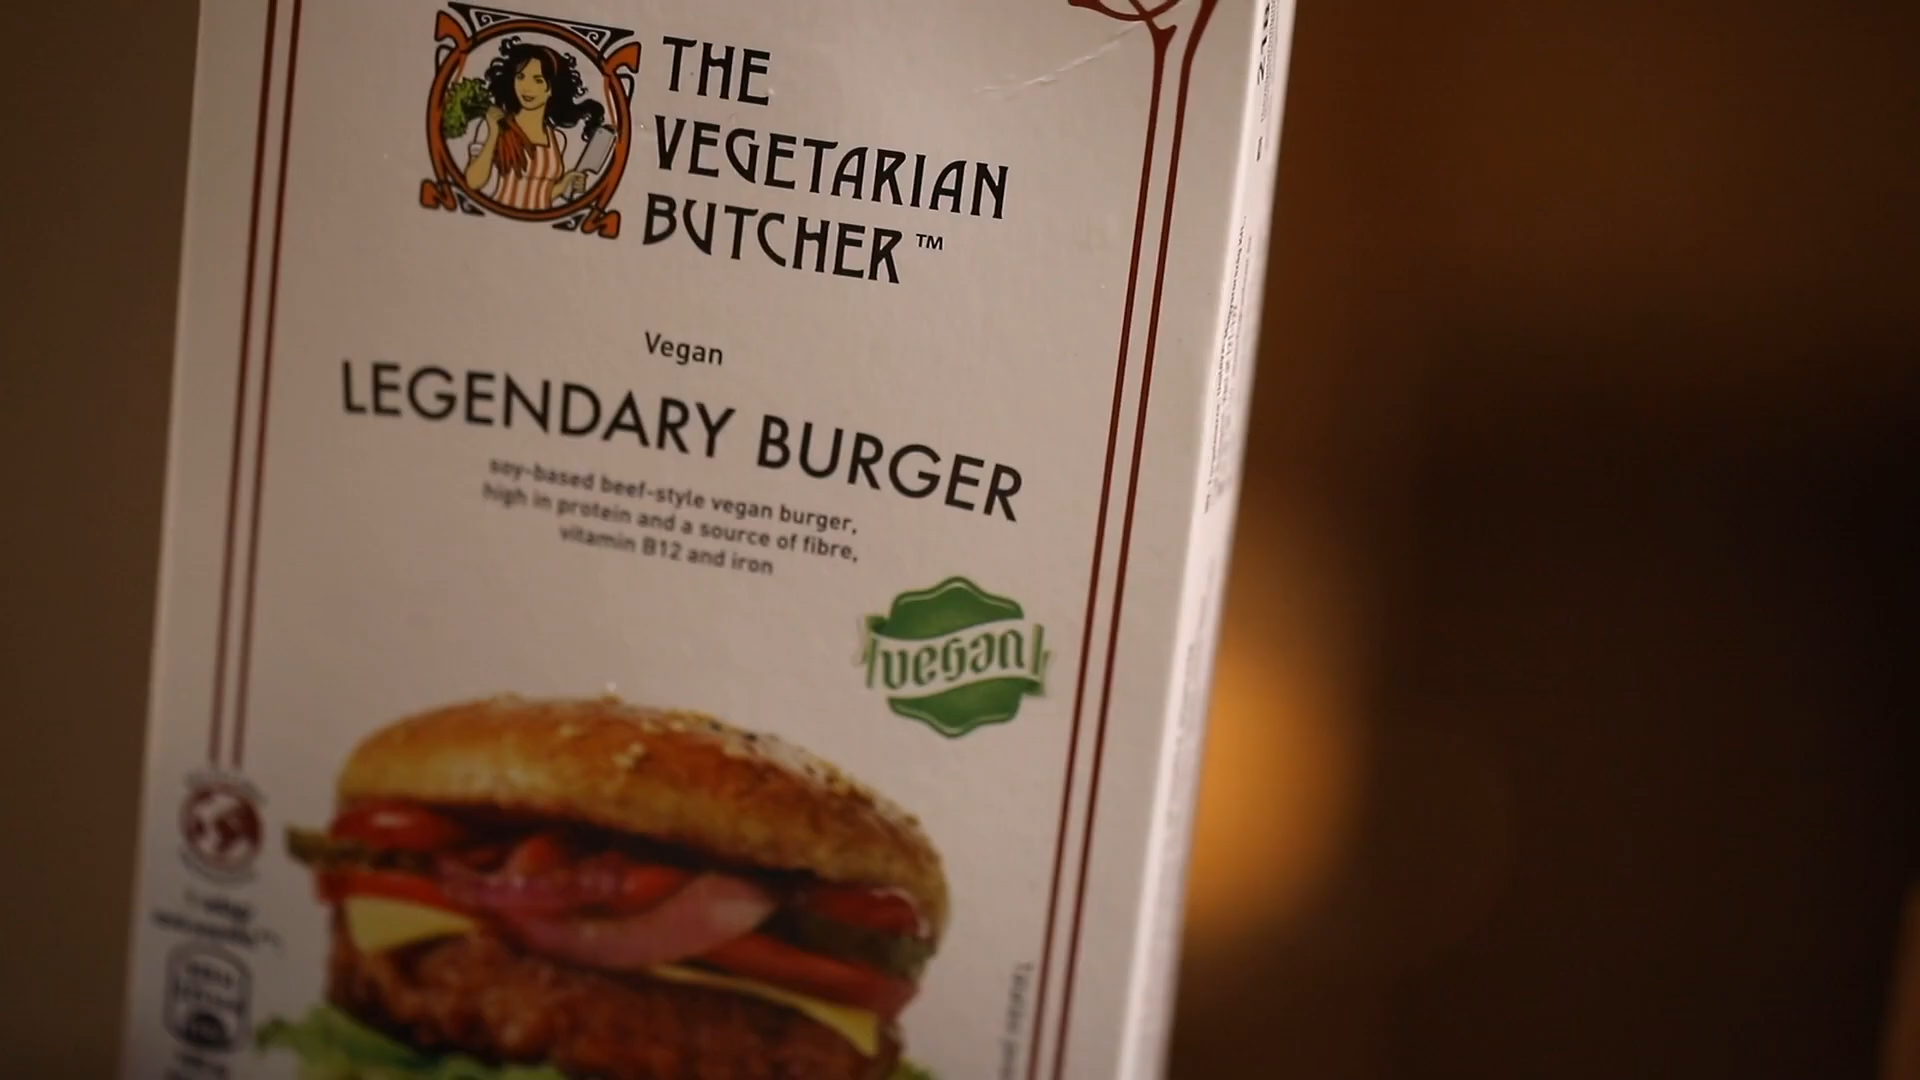 THE
VEGETARIAN
BUTCHER™
Vegan
LEGENDARY BURGER
soy-based beef-style vegan burger,
high in protein and a source of fibre,
vitamin B12 and iron
vegan